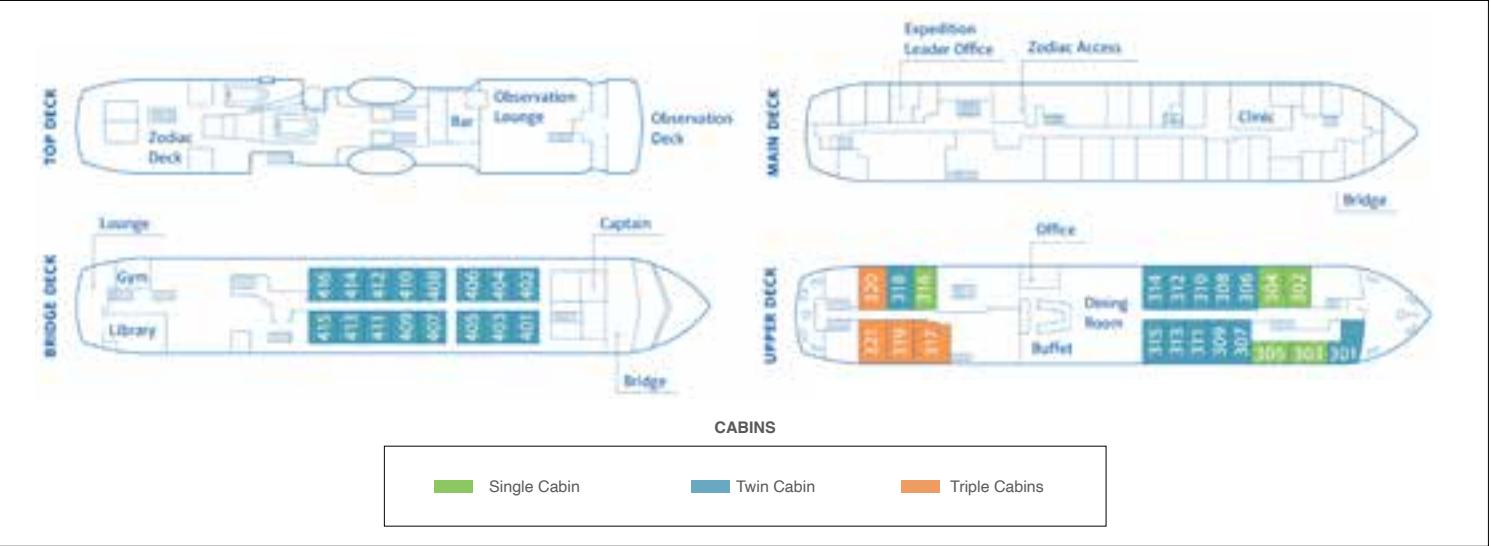 TOP DECK
Zodiac
Deck
Bar
Observation
Lounge
Observation
Deck
MAIN DECK
Expedition
Leader Office
Zodiac Access
Clinic
Bridge
BRIDGE DECK
Lounge
Gym
Library
Captain
416 414 412 410 408 406 404 402
415 413 411 409 407 405 403 401
Bridge
UPPER DECK
Office
320 318 316
321 319 317
Buffet
Dining
Room
314 312 310 308 306 304 302
315 313 311 309 307 305 303 301
CABINS
Single Cabin
Twin Cabin
Triple Cabins